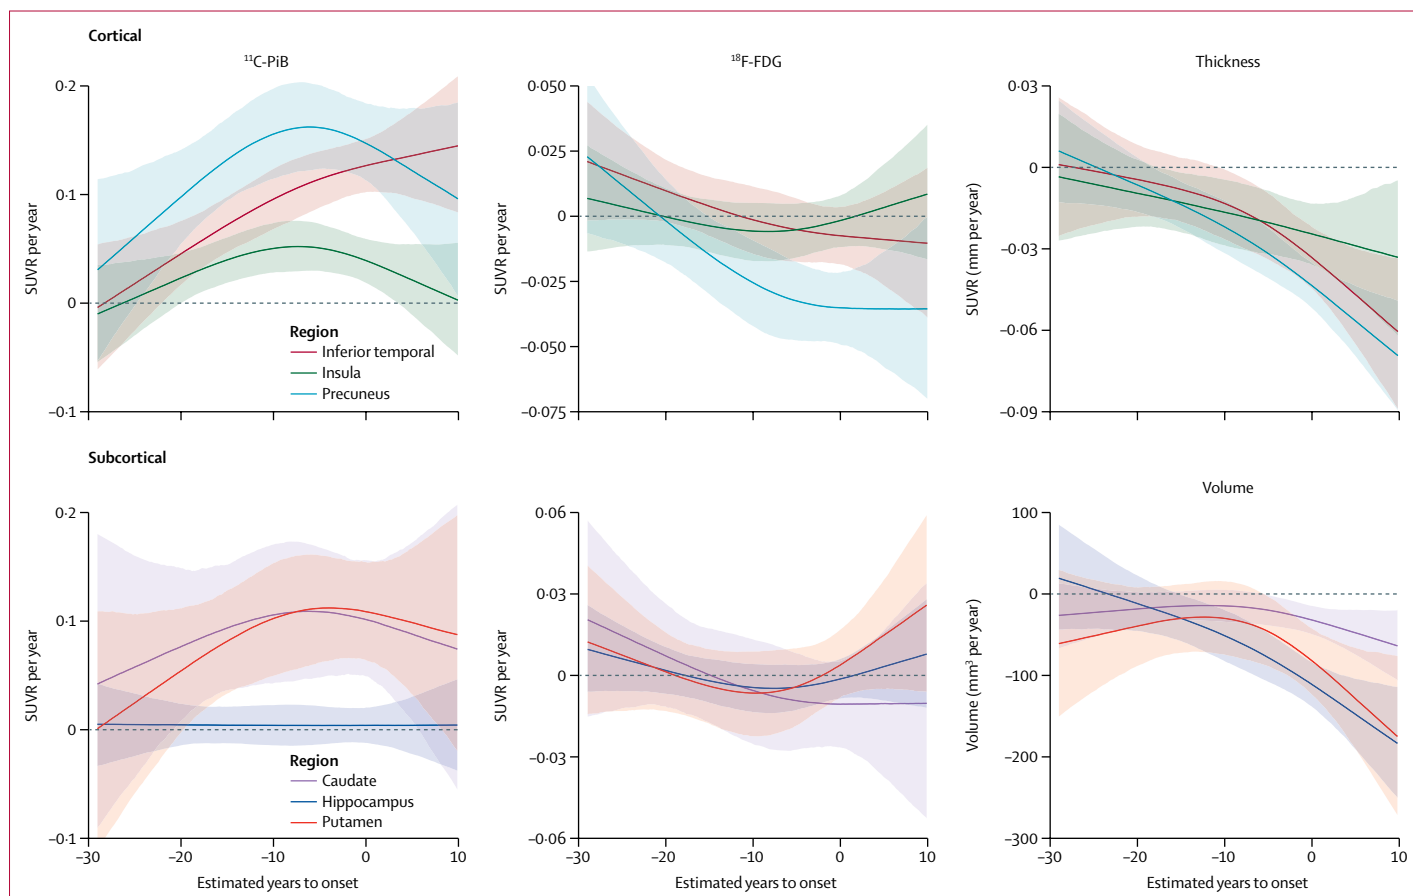 Cortical
¹¹C-PiB
0·2
0·1
0
–0·1
SUVR per year
Region
Inferior temporal
Insula
Precuneus
¹⁸F-FDG
0·050
0·025
0
–0·025
–0·050
–0·075
SUVR per year
Thickness
0·03
0
–0·03
–0·06
–0·09
SUVR (mm per year)
Subcortical
0·2
0·1
0
–0·1
SUVR per year
Region
Caudate
Hippocampus
Putamen
–30 –20 –10 0 10
Estimated years to onset
0·06
0·03
0
–0·03
–0·06
SUVR per year
–30 –20 –10 0 10
Estimated years to onset
Volume
100
0
–100
–200
–300
Volume (mm³ per year)
–30 –20 –10 0 10
Estimated years to onset